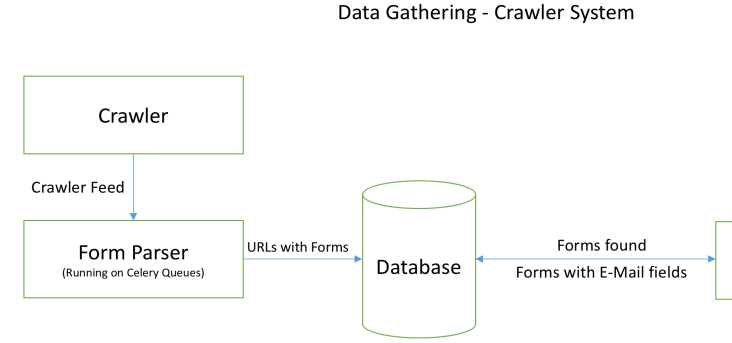 Data Gathering - Crawler System
Crawler
Crawler Feed
Form Parser
(Running on Celery Queues)
URLs with Forms
Database
Forms found
Forms with E-Mail fields